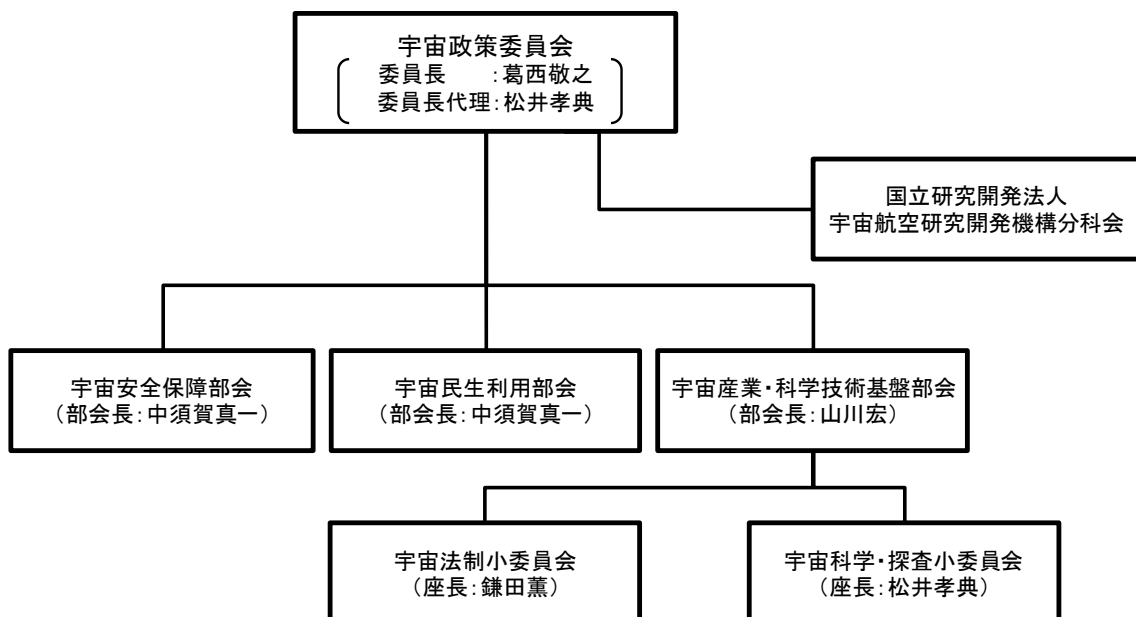 宇宙政策委員会
委員長　　：葛西敬之
委員長代理：松井孝典
国立研究開発法人
宇宙航空研究開発機構分科会
宇宙安全保障部会
（部会長：中須賀真一）
宇宙民生利用部会
（部会長：中須賀真一）
宇宙産業・科学技術基盤部会
（部会長：山川宏）
宇宙法制小委員会
（座長：鎌田薫）
宇宙科学・探査小委員会
（座長：松井孝典）